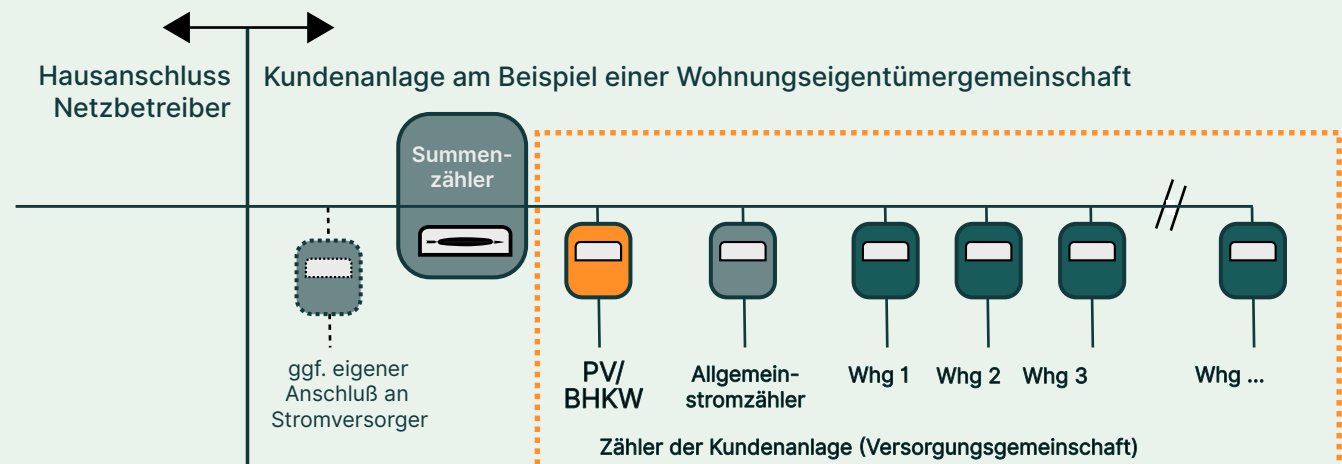 Hausanschluss
Netzbetreiber
Kundenanlage am Beispiel einer Wohnungseigentümergemeinschaft
Summen-
zähler
ggf. eigener
Anschluß an
Stromversorger
PV/
BHKW
Allgemein-
stromzähler
Whg 1
Whg 2
Whg 3
Whg ...
Zähler der Kundenanlage (Versorgungsgemeinschaft)